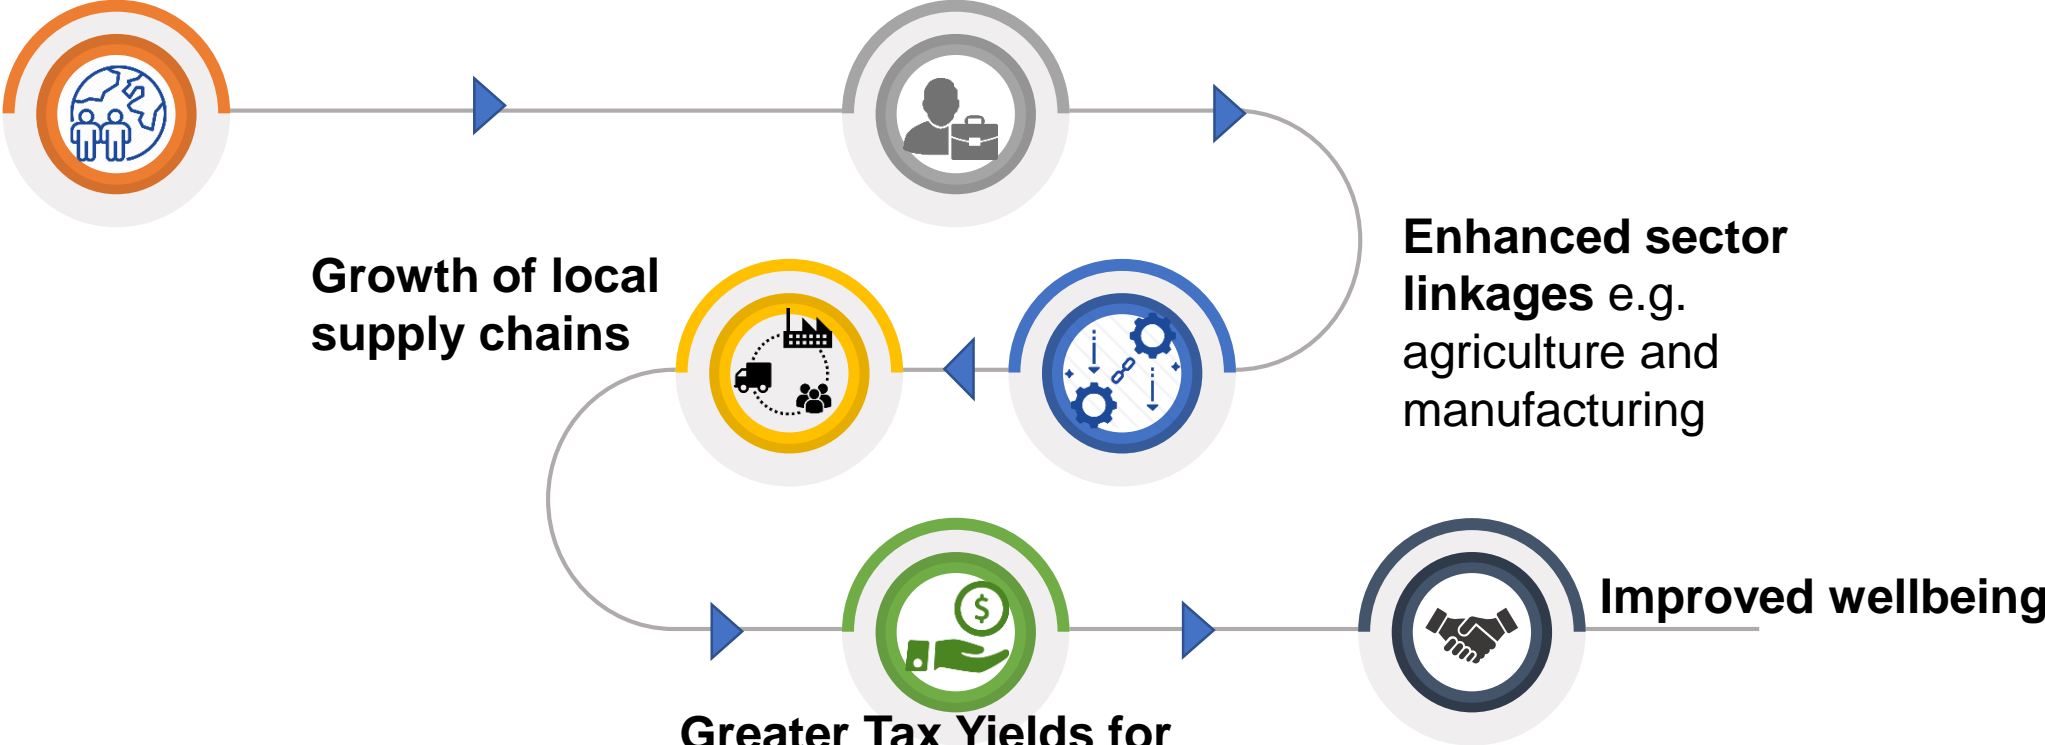 Enhanced sector
linkages e.g.
agriculture and
manufacturing
Growth of local
supply chains
$
Improved wellbeing
Greater Tax Yields for